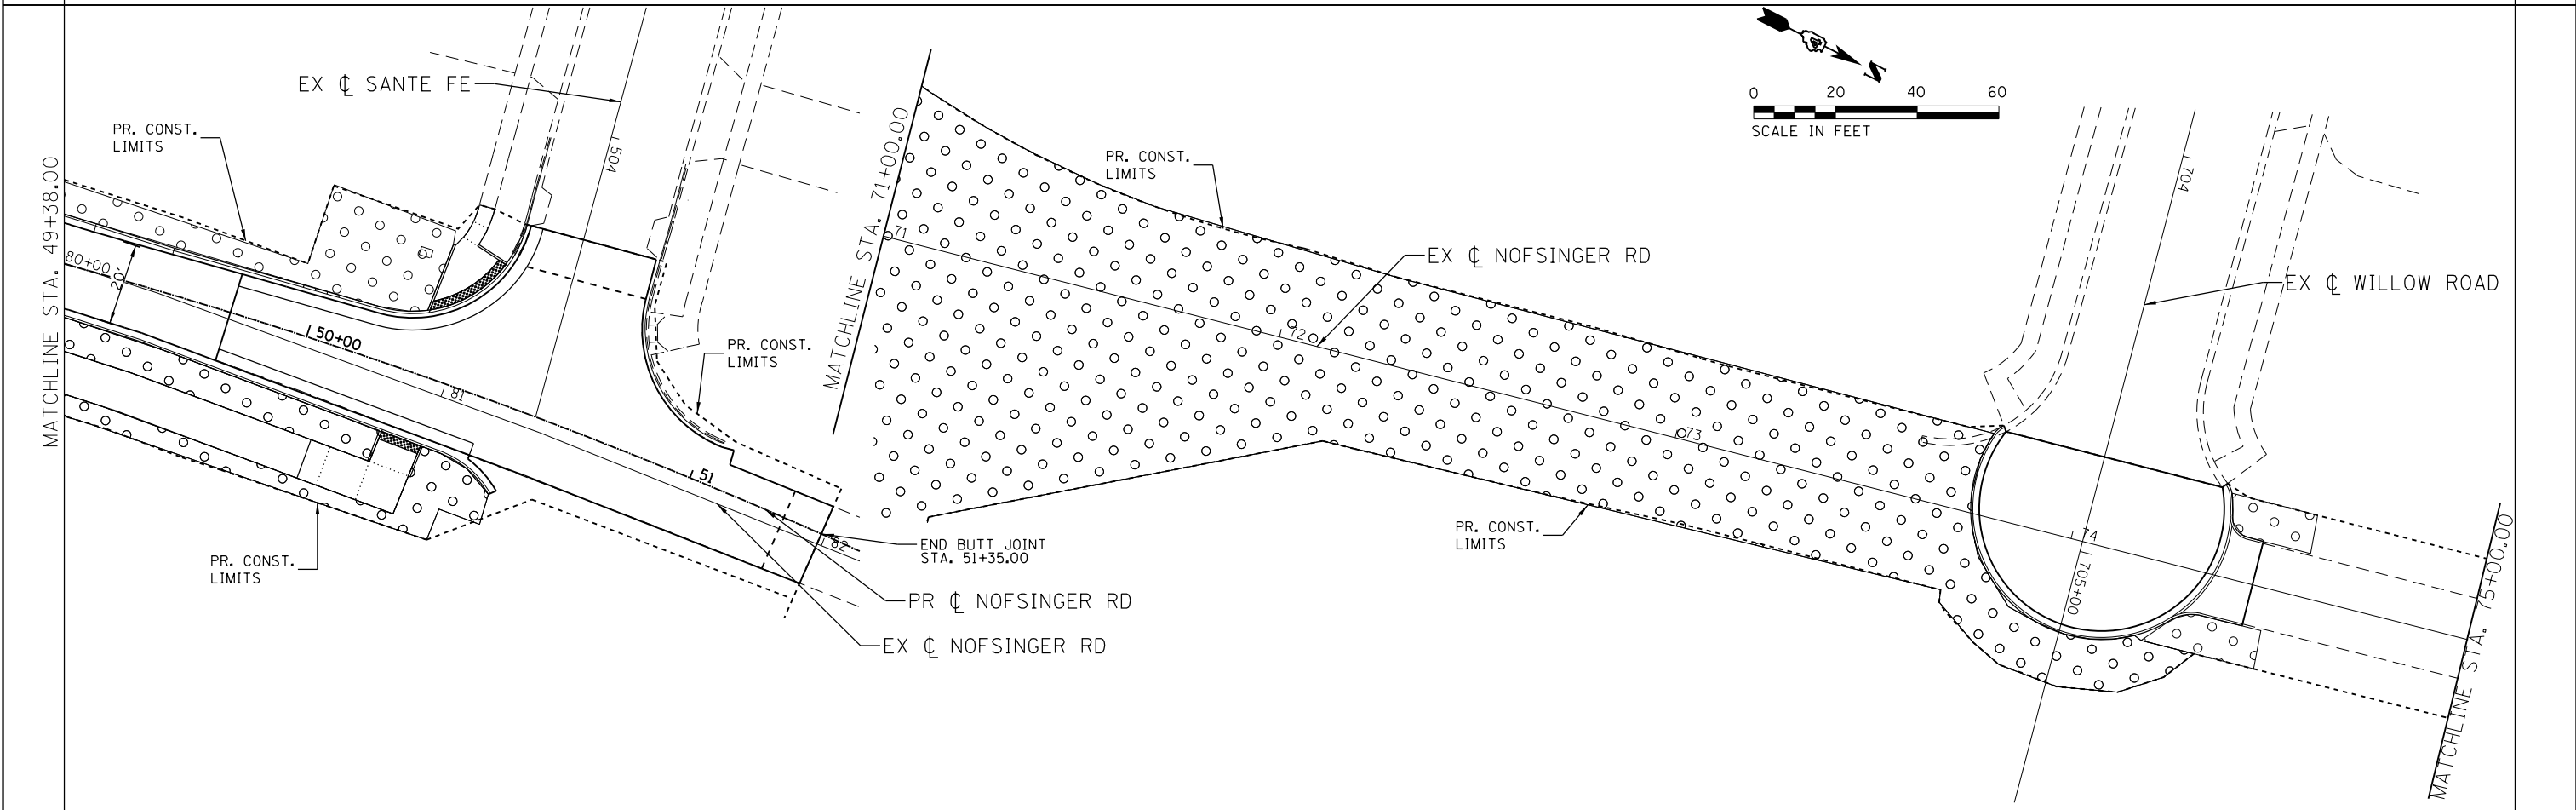 EX ℄ SANTE FE
PR. CONST.
LIMITS
504
MATCHLINE STA. 49+38.00
80+00
20'
50+00
81
51
82
PR. CONST.
LIMITS
PR. CONST.
LIMITS
END BUTT JOINT
STA. 51+35.00
PR ℄ NOFSINGER RD
EX ℄ NOFSINGER RD
MATCHLINE STA. 71+00.00
71
PR. CONST.
LIMITS
72
EX ℄ NOFSINGER RD
73
PR. CONST.
LIMITS
N
0 20 40 60
SCALE IN FEET
704
EX ℄ WILLOW ROAD
74
705+00
MATCHLINE STA. 75+00.00